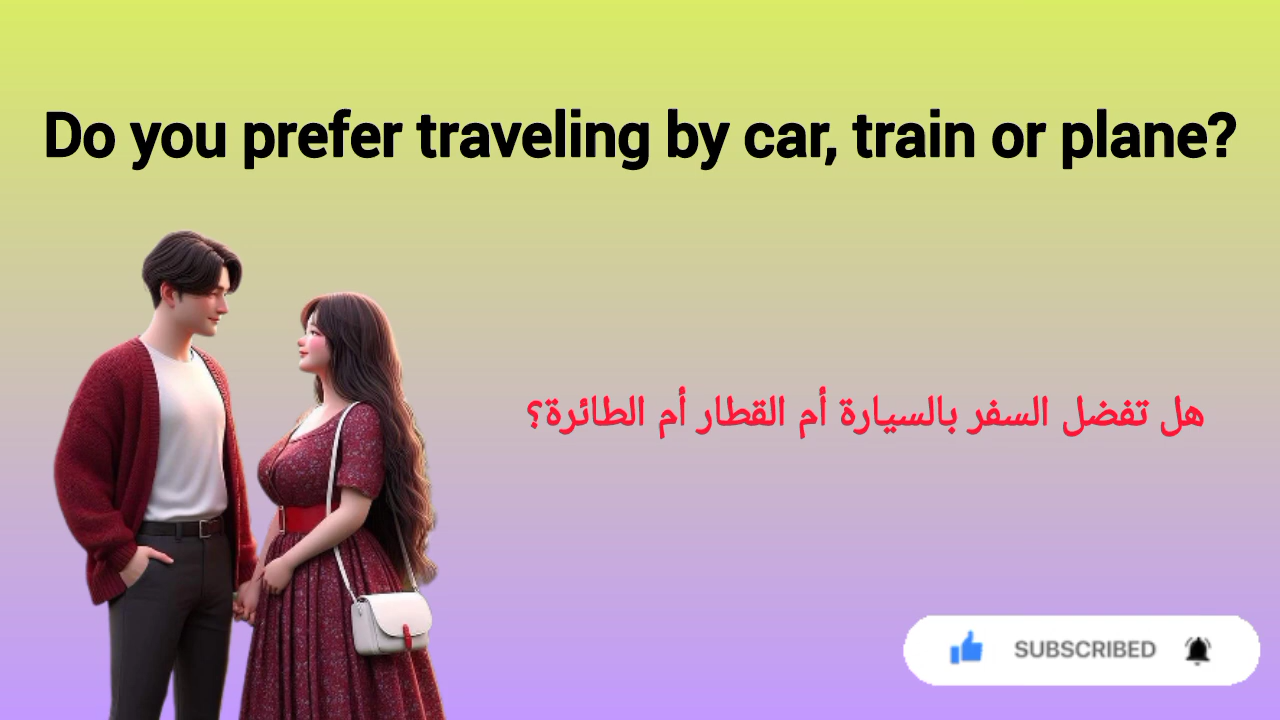 Do you prefer traveling by car, train or plane?
هل تفضل السفر بالسيارة أم القطار أم الطائرة؟
SUBSCRIBED